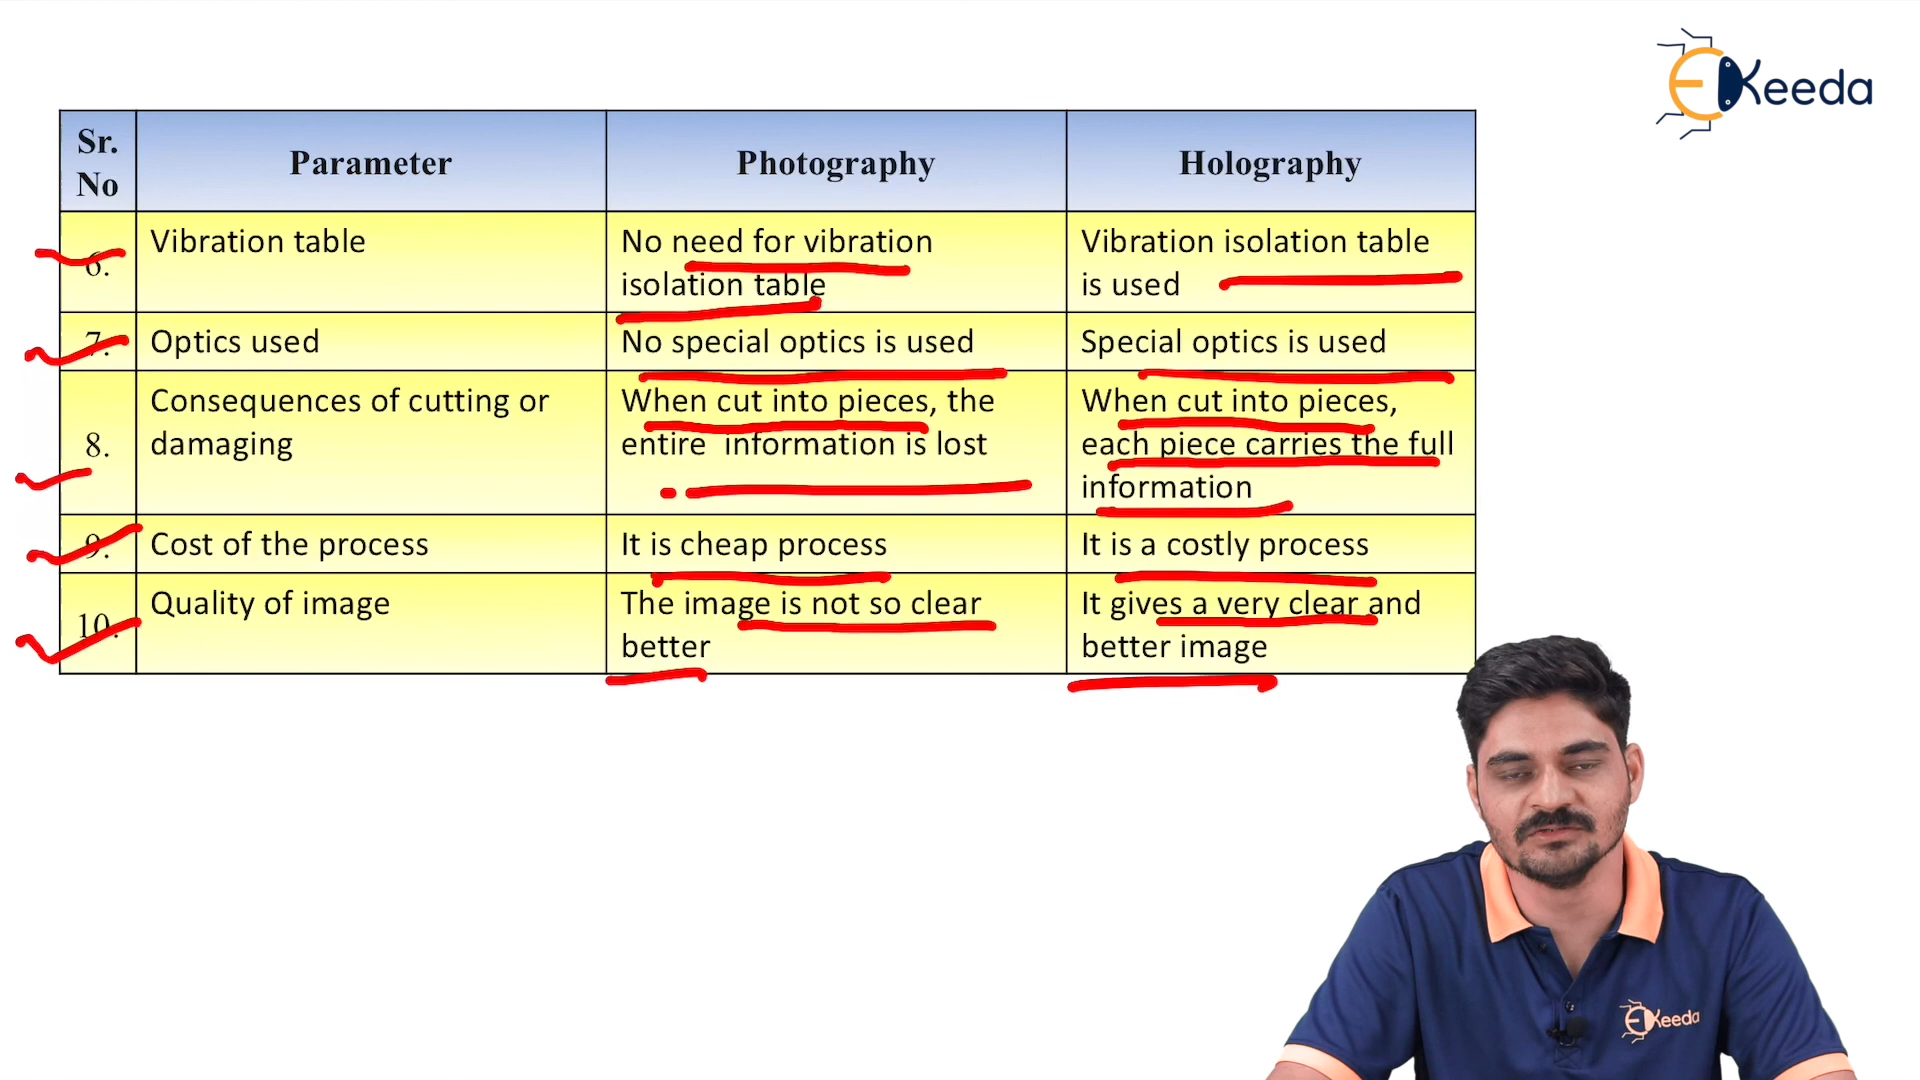 EKeeda
Sr. No
Parameter
Photography
Holography
6.
Vibration table
No need for vibration
isolation table
Vibration isolation table
is used
7.
Optics used
No special optics is used
Special optics is used
8.
Consequences of cutting or
damaging
When cut into pieces, the
entire information is lost
When cut into pieces,
each piece carries the full
information
9.
Cost of the process
It is cheap process
It is a costly process
10.
Quality of image
The image is not so clear
better
It gives a very clear and
better image
EKeeda